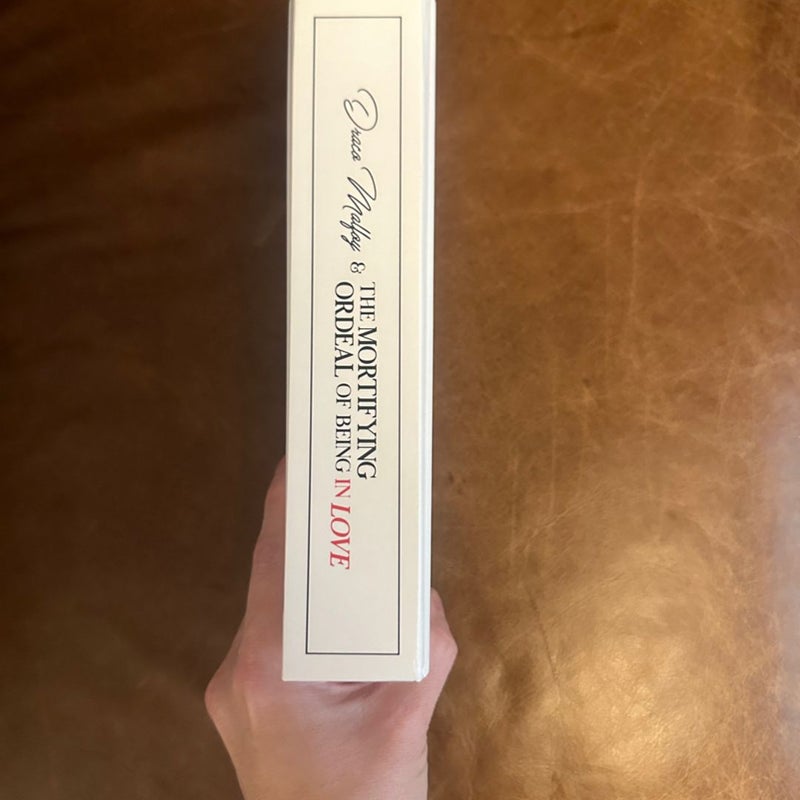 Draco Malfoy &
THE MORTIFYING
ORDEAL OF BEING IN LOVE